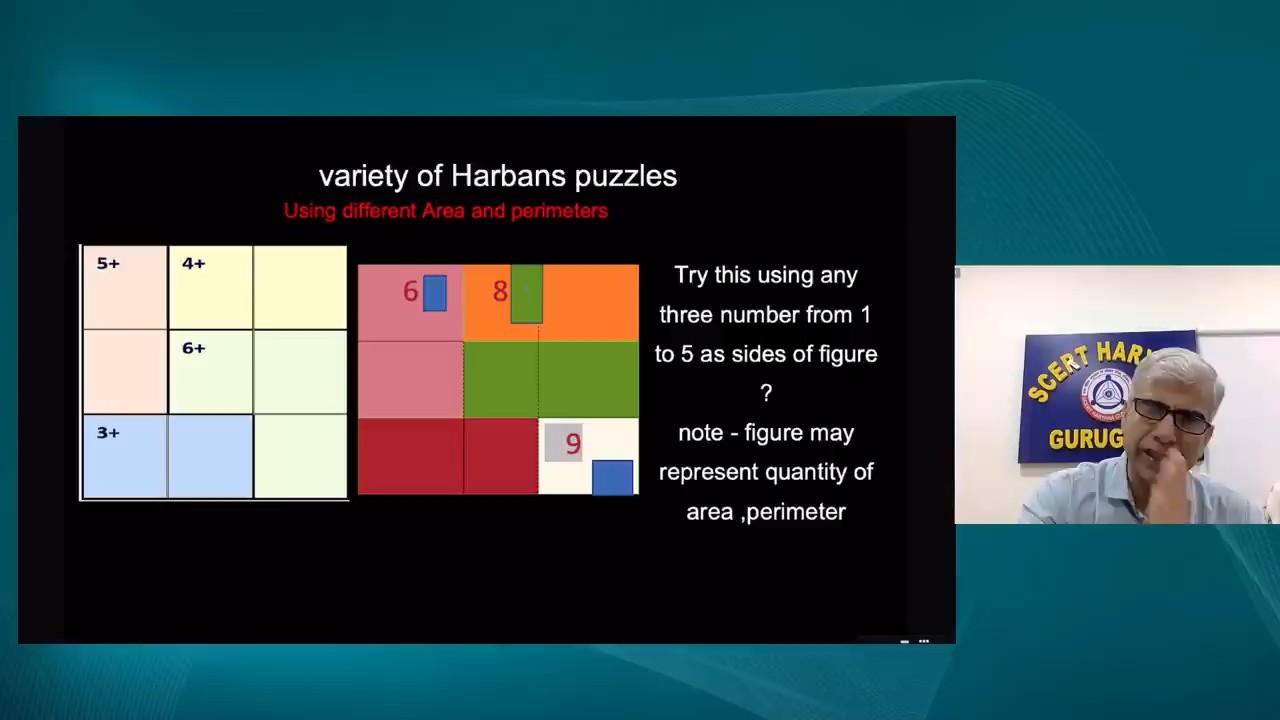 variety of Harbans puzzles
Using different Area and perimeters
5+
4+
6+
3+
6
8
9
Try this using any
three number from 1
to 5 as sides of figure
?
note - figure may
represent quantity of
area ,perimeter
SCERT HAR
GURUG